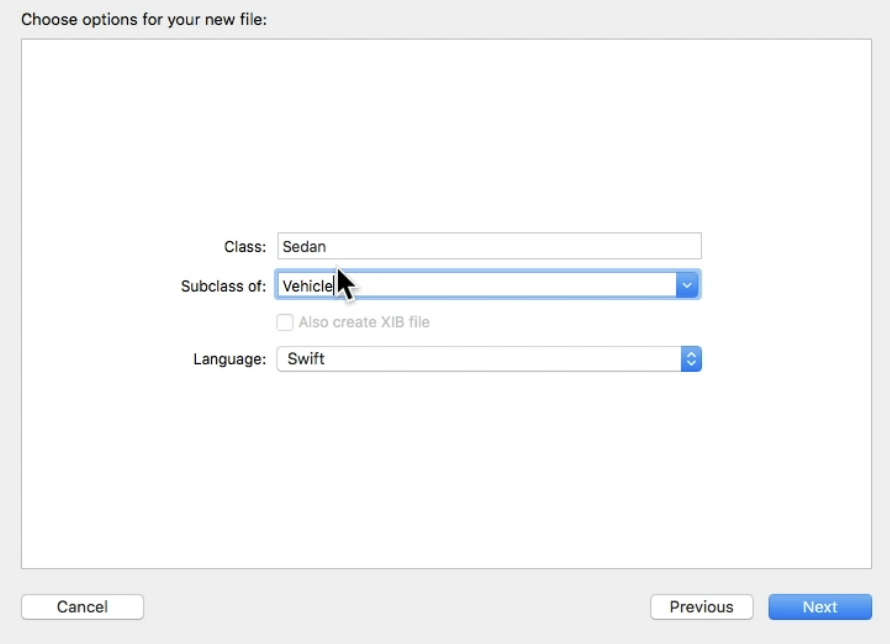 Choose options for your new file:
Class: Sedan
Subclass of: Vehicle
Also create XIB file
Language: Swift
Cancel Previous Next